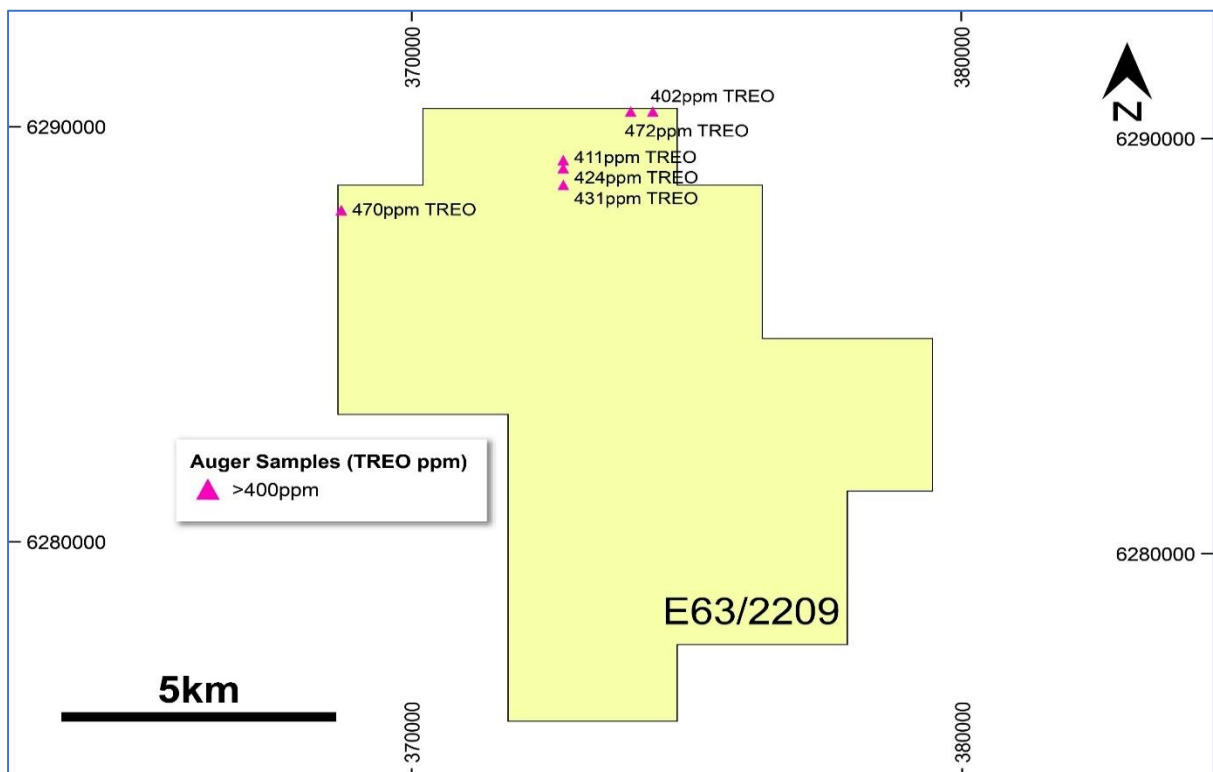 370000
380000
6290000
6290000
402ppm TREO
472ppm TREO
411ppm TREO
424ppm TREO
431ppm TREO
470ppm TREO
N
Auger Samples (TREO ppm)
>400ppm
6280000
6280000
E63/2209
5km
370000
380000